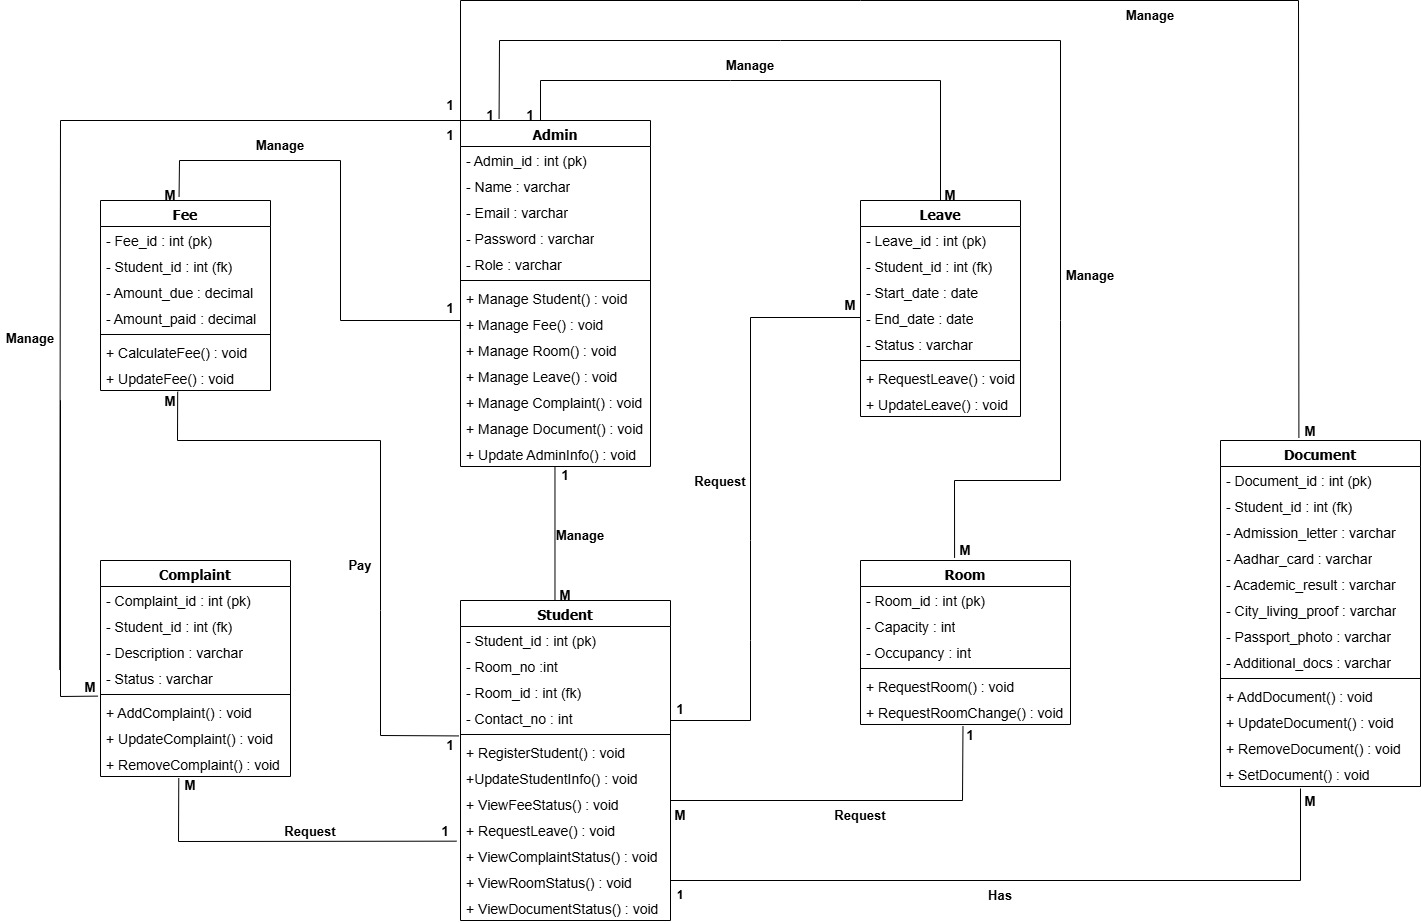 Manage
Manage
1
1
1
1
Manage
Manage
Manage
Admin
- Admin_id : int (pk)
- Name : varchar
- Email : varchar
- Password : varchar
- Role : varchar
+ Manage Student() : void
+ Manage Fee() : void
+ Manage Room() : void
+ Manage Leave() : void
+ Manage Complaint() : void
+ Manage Document() : void
+ Update AdminInfo() : void
1
1
Manage
M
M
Fee
- Fee_id : int (pk)
- Student_id : int (fk)
- Amount_due : decimal
- Amount_paid : decimal
+ CalculateFee() : void
+ UpdateFee() : void
M
Pay
M
Leave
- Leave_id : int (pk)
- Student_id : int (fk)
- Start_date : date
- End_date : date
- Status : varchar
+ RequestLeave() : void
+ UpdateLeave() : void
M
Request
M
Document
- Document_id : int (pk)
- Student_id : int (fk)
- Admission_letter : varchar
- Aadhar_card : varchar
- Academic_result : varchar
- City_living_proof : varchar
- Passport_photo : varchar
- Additional_docs : varchar
+ AddDocument() : void
+ UpdateDocument() : void
+ RemoveDocument() : void
+ SetDocument() : void
M
Complaint
- Complaint_id : int (pk)
- Student_id : int (fk)
- Description : varchar
- Status : varchar
+ AddComplaint() : void
+ UpdateComplaint() : void
+ RemoveComplaint() : void
M
M
Request
1
1
Student
- Student_id : int (pk)
- Room_no :int
- Room_id : int (fk)
- Contact_no : int
+ RegisterStudent() : void
+UpdateStudentInfo() : void
+ ViewFeeStatus() : void
+ RequestLeave() : void
+ ViewComplaintStatus() : void
+ ViewRoomStatus() : void
+ ViewDocumentStatus() : void
1
M
1
M
Room
- Room_id : int (pk)
- Capacity : int
- Occupancy : int
+ RequestRoom() : void
+ RequestRoomChange() : void
1
Request
Has